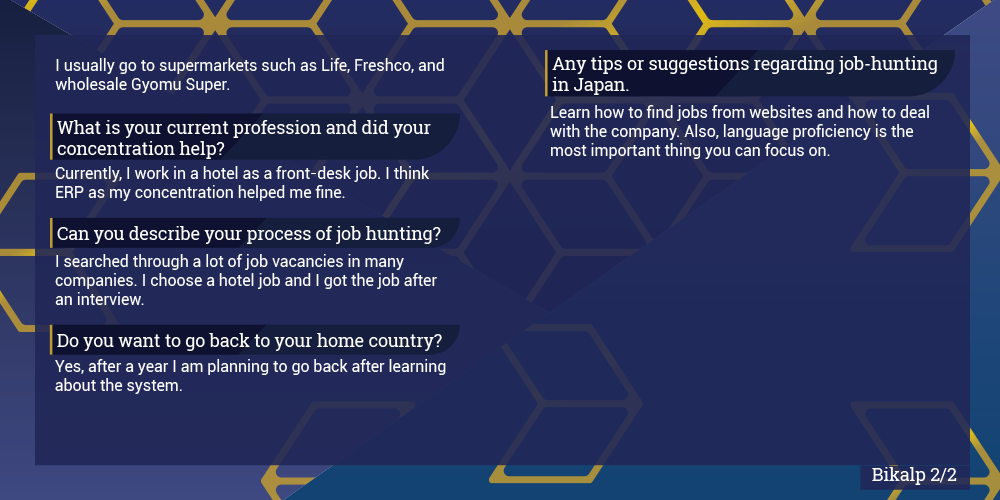 I usually go to supermarkets such as Life, Freshco, and
wholesale Gyomu Super.
What is your current profession and did your
concentration help?
Currently, I work in a hotel as a front-desk job. I think
ERP as my concentration helped me fine.
Can you describe your process of job hunting?
I searched through a lot of job vacancies in many
companies. I choose a hotel job and I got the job after
an interview.
Do you want to go back to your home country?
Yes, after a year I am planning to go back after learning
about the system.
Any tips or suggestions regarding job-hunting
in Japan.
Learn how to find jobs from websites and how to deal
with the company. Also, language proficiency is the
most important thing you can focus on.
Bikalp 2/2